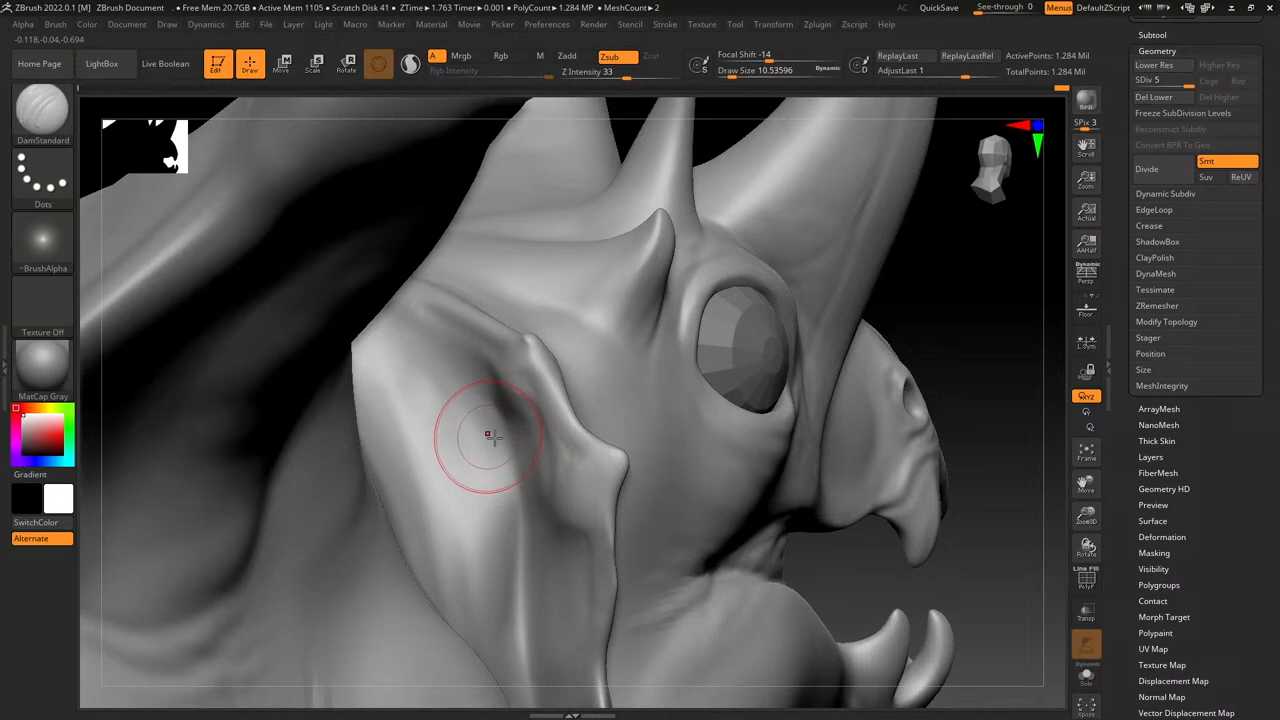 ZBrush 2022.0.1 [M] ZBrush Document . ● Free Mem 20.7GB ● Active Mem 1105 ● Scratch Disk 41 ● ZTime►1.763 Timer►0.001 ● PolyCount►1.284 MP ● MeshCount►2 AC QuickSave See-through 0 Menus DefaultZScript
Alpha Brush Color Document Draw Dynamics Edit File Layer Light Macro Marker Material Movie Picker Preferences Render Stencil Stroke Texture Tool Transform Zplugin Zscript Help
-0.118,-0.04,-0.694
Home Page
LightBox
Live Boolean
Edit
Draw
Move
Scale
Rotate
A
Mrgb
Rgb
M
Zadd
Zsub
Zcut
Rgb Intensity
Z Intensity 33
Focal Shift -14
Draw Size 10.53596
Dynamic
S
D
ReplayLast
ReplayLastRel
AdjustLast 1
ActivePoints: 1.284 Mil
TotalPoints: 1.284 Mil
DamStandard
Dots
~BrushAlpha
Texture Off
MatCap Gray
Gradient
SwitchColor
Alternate
BPR
SPix 3
Scroll
Zoom
Actual
AAHalf
Dynamic
Persp
Floor
L.Sym
XYZ
Frame
Move
Zoom3D
Rotate
Line Fill
PolyF
Transp
Dynamic
Solo
Xpose
Subtool
Geometry
Lower Res
Higher Res
SDiv 5
Cage
Rstr
Del Lower
Del Higher
Freeze SubDivision Levels
Reconstruct Subdiv
Convert BPR To Geo
Divide
Smt
Suv
ReUV
Dynamic Subdiv
EdgeLoop
Crease
ShadowBox
ClayPolish
DynaMesh
Tessimate
ZRemesher
Modify Topology
Stager
Position
Size
MeshIntegrity
ArrayMesh
NanoMesh
Thick Skin
Layers
FiberMesh
Geometry HD
Preview
Surface
Deformation
Masking
Visibility
Polygroups
Contact
Morph Target
Polypaint
UV Map
Texture Map
Displacement Map
Normal Map
Vector Displacement Map